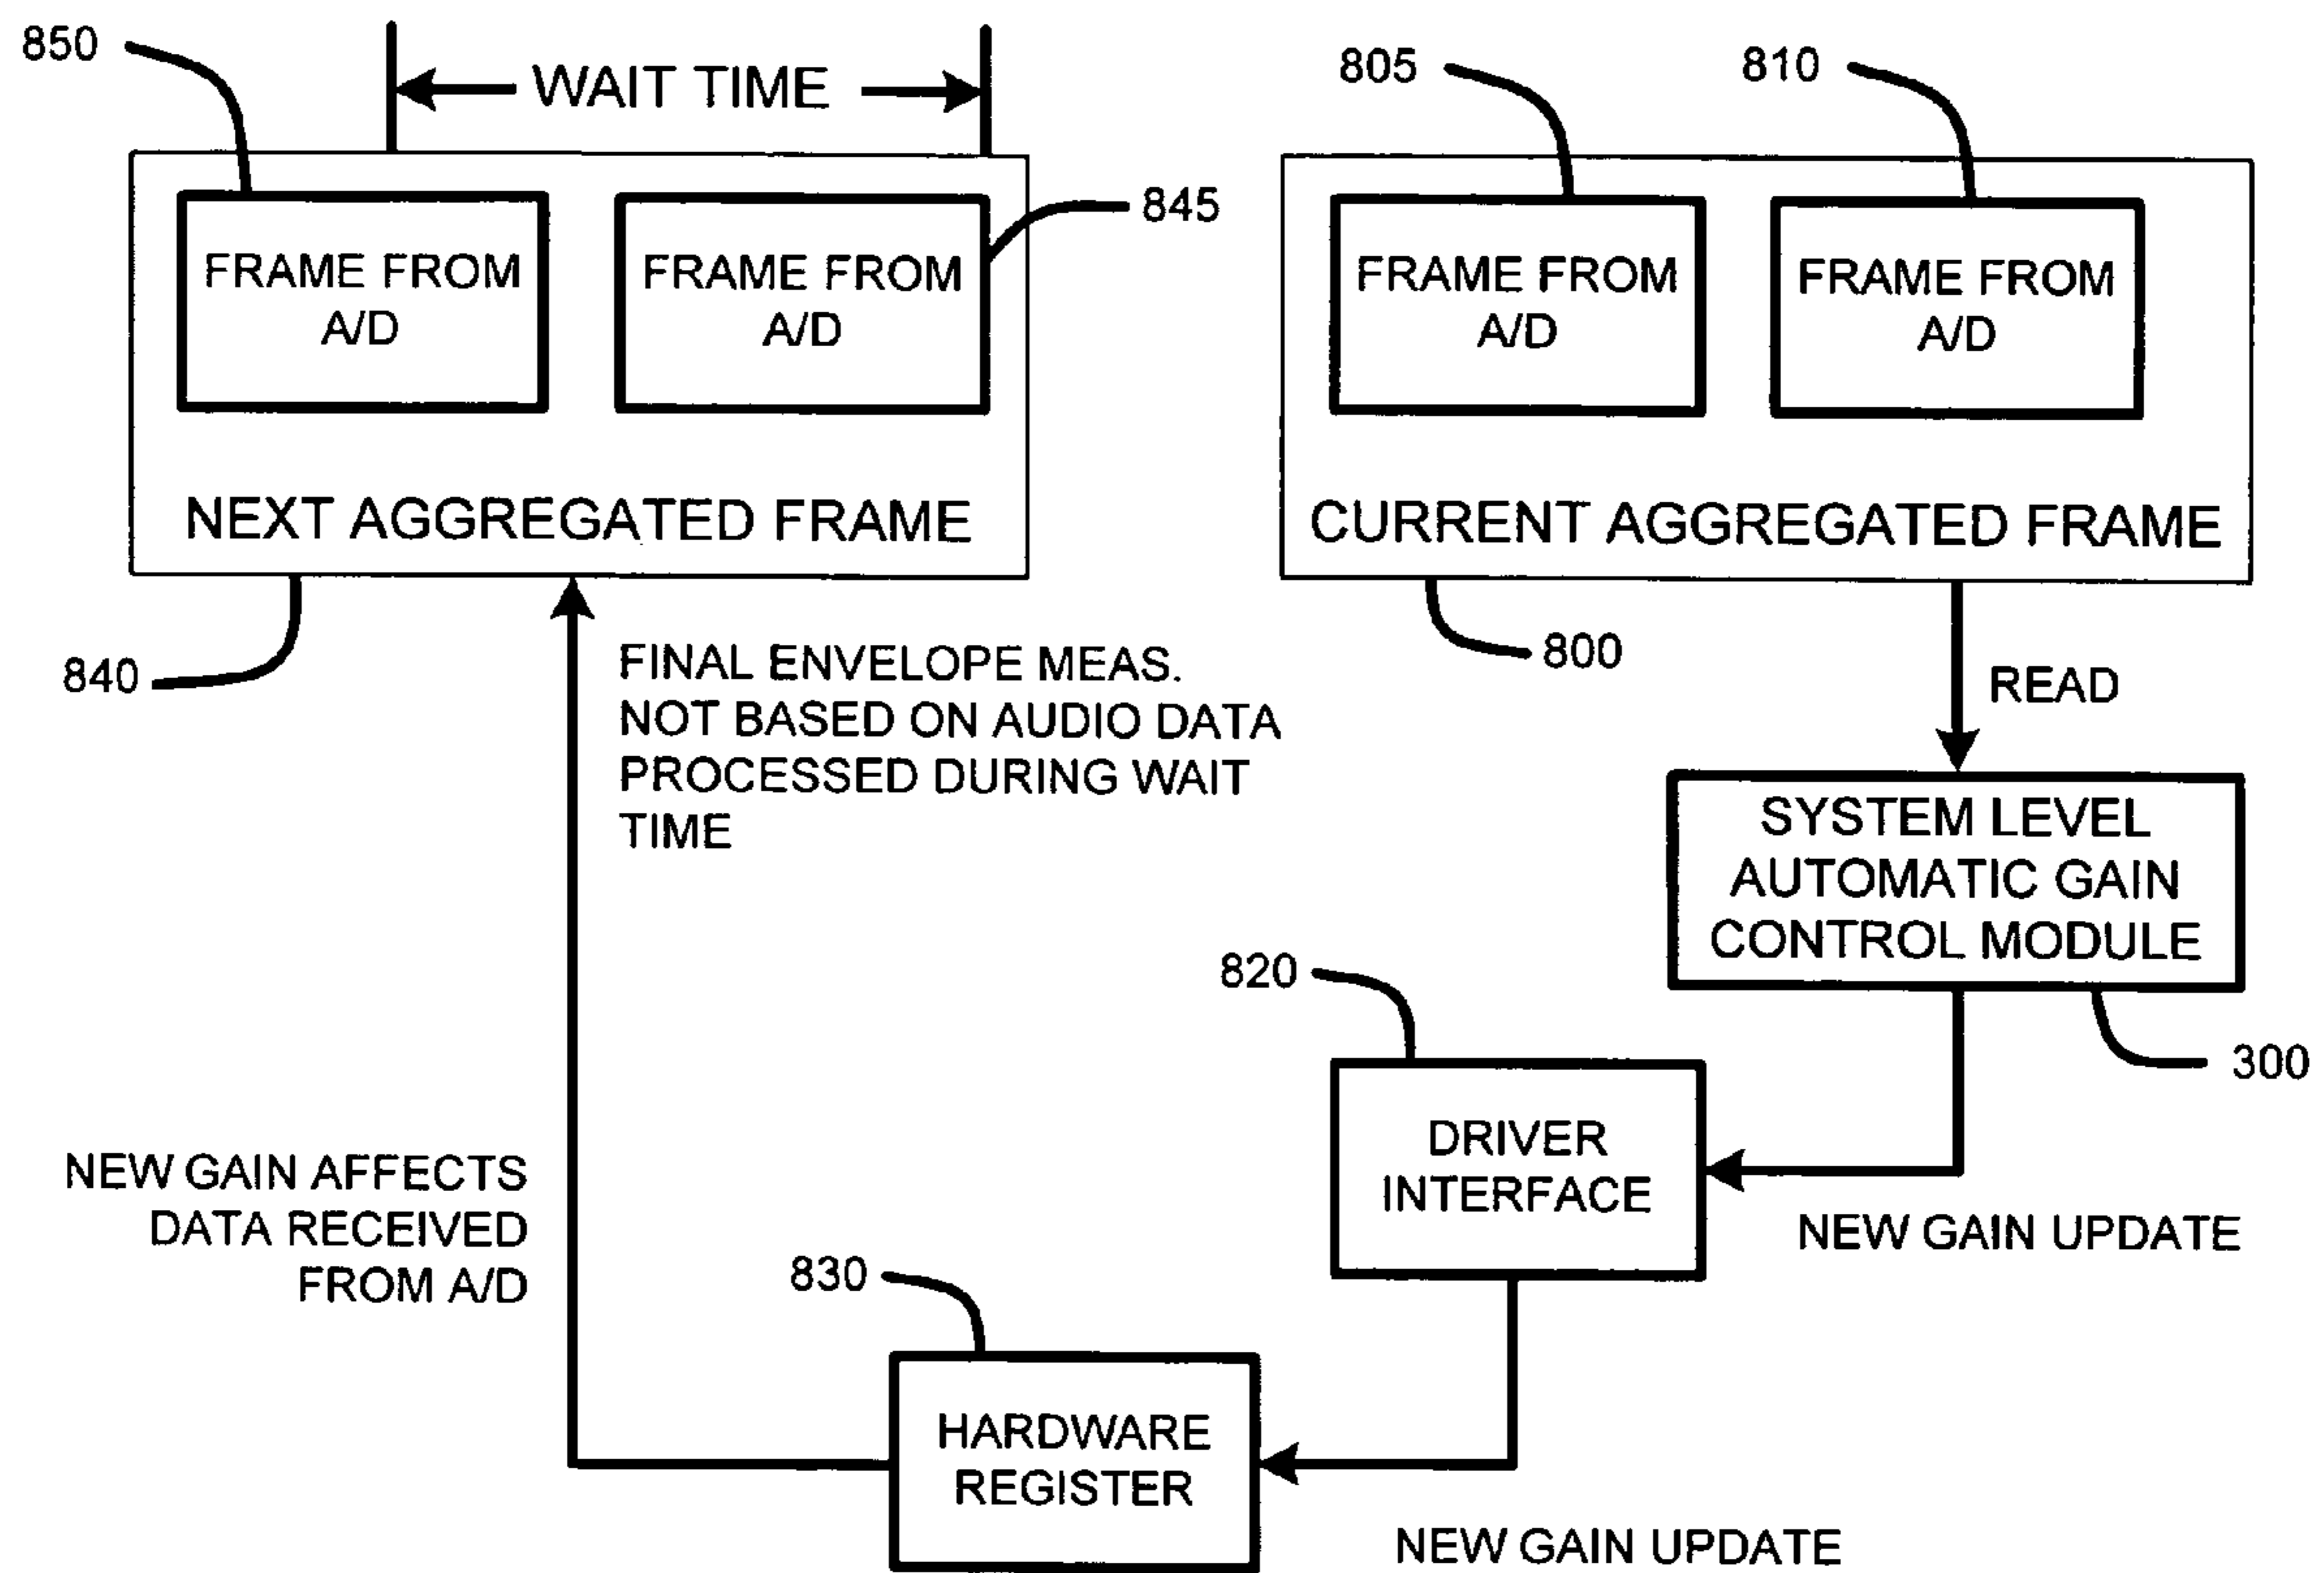 850
WAIT TIME
805
810
845
FRAME FROM
A/D
FRAME FROM
A/D
FRAME FROM
A/D
FRAME FROM
A/D
NEXT AGGREGATED FRAME
CURRENT AGGREGATED FRAME
840
800
FINAL ENVELOPE MEAS.
NOT BASED ON AUDIO DATA
PROCESSED DURING WAIT
TIME
READ
SYSTEM LEVEL
AUTOMATIC GAIN
CONTROL MODULE
300
820
DRIVER
INTERFACE
NEW GAIN UPDATE
NEW GAIN AFFECTS
DATA RECEIVED
FROM A/D
830
HARDWARE
REGISTER
NEW GAIN UPDATE